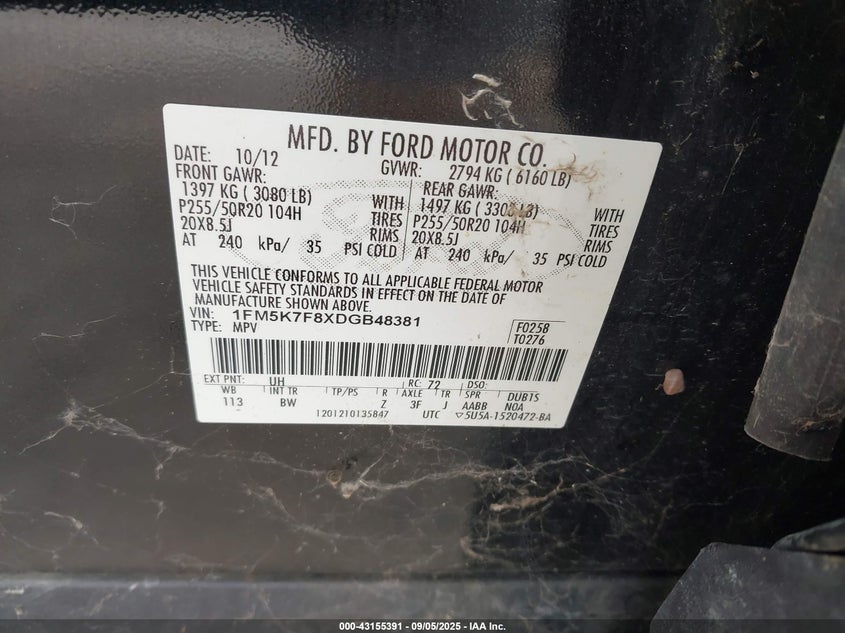 MFD. BY FORD MOTOR CO.
DATE: 10/12 GVWR: 2794 KG ( 6160 LB)
FRONT GAWR: REAR GAWR:
1397 KG ( 3080 LB) WITH 1497 KG ( 3300 LB) WITH
P255/50R20 104H TIRES P255/50R20 104H TIRES
20X8.5J RIMS 20X8.5J RIMS
AT 240 kPa/ 35 PSI COLD AT 240 kPa/ 35 PSI COLD
THIS VEHICLE CONFORMS TO ALL APPLICABLE FEDERAL MOTOR
VEHICLE SAFETY STANDARDS IN EFFECT ON THE DATE OF
MANUFACTURE SHOWN ABOVE.
VIN: 1FM5K7F8XDGB48381
TYPE: MPV
F0258
T0276
EXT PNT: UH RC: 72 DSO:
WB INT TR TP/PS R AXLE TR SPR DUB1S
113 BW Z 3F J AABB NOA
1201210135847 UTC ▽5U5A-1520472-BA
000-43155391 - 09/05/2025 - IAA Inc.